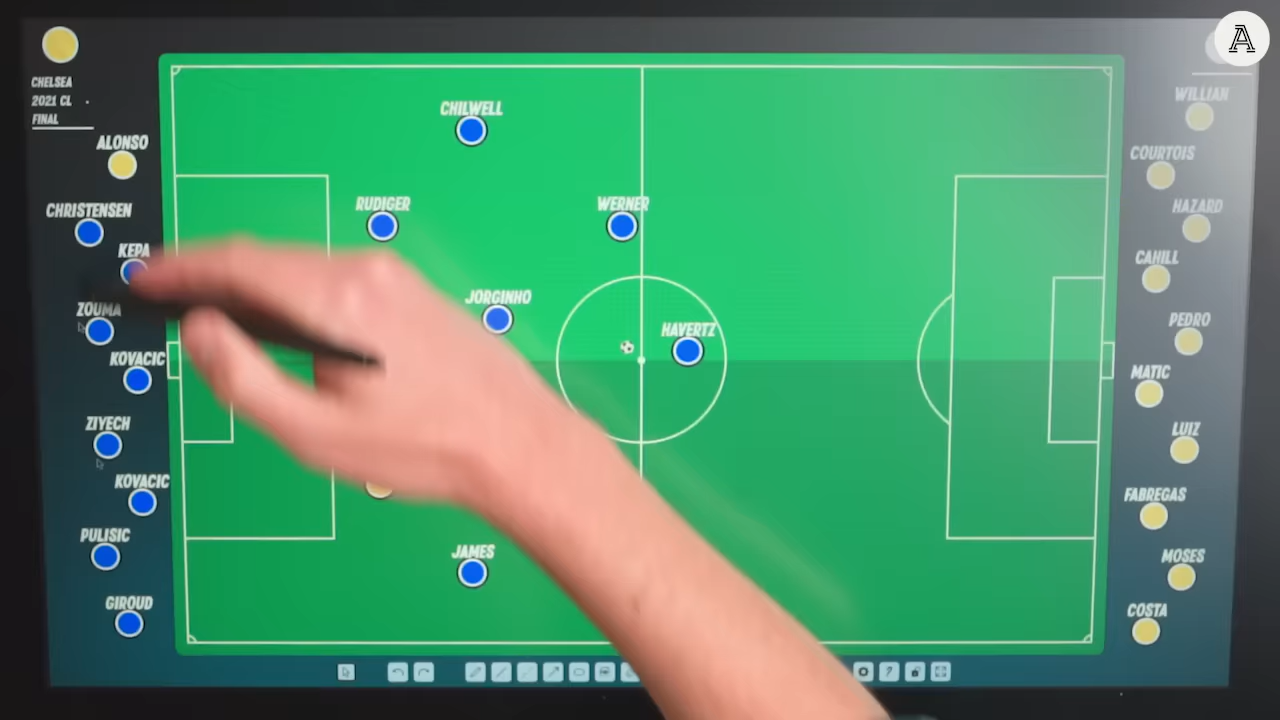 A
CHELSEA
2021 CL
FINAL
ALONSO
CHRISTENSEN
KEPA
ZOUMA
KOVACIC
ZIYECH
KOVACIC
PULISIC
GIROUD
CHILWELL
RUDIGER
WERNER
JORGINHO
HAVERTZ
JAMES
WILLIAN
COURTOIS
HAZARD
CAHILL
PEDRO
MATIC
LUIZ
FABREGAS
MOSES
COSTA
?